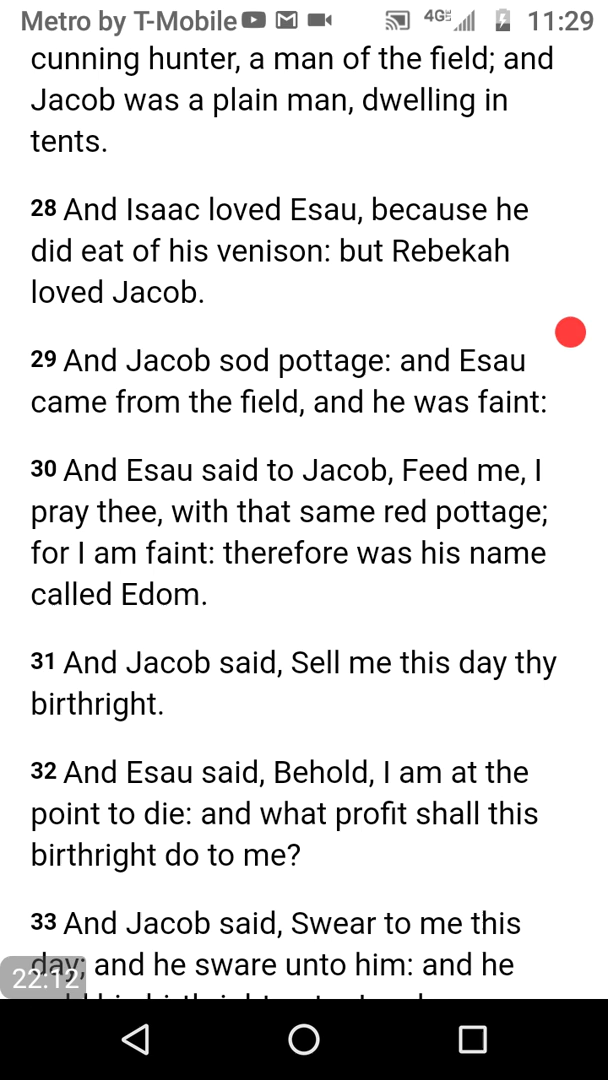 Metro by T-Mobile 4GE 11:29
cunning hunter, a man of the field; and
Jacob was a plain man, dwelling in
tents.
28 And Isaac loved Esau, because he
did eat of his venison: but Rebekah
loved Jacob.
29 And Jacob sod pottage: and Esau
came from the field, and he was faint:
30 And Esau said to Jacob, Feed me, I
pray thee, with that same red pottage;
for I am faint: therefore was his name
called Edom.
31 And Jacob said, Sell me this day thy
birthright.
32 And Esau said, Behold, I am at the
point to die: and what profit shall this
birthright do to me?
33 And Jacob said, Swear to me this
day; and he sware unto him: and he
22:12